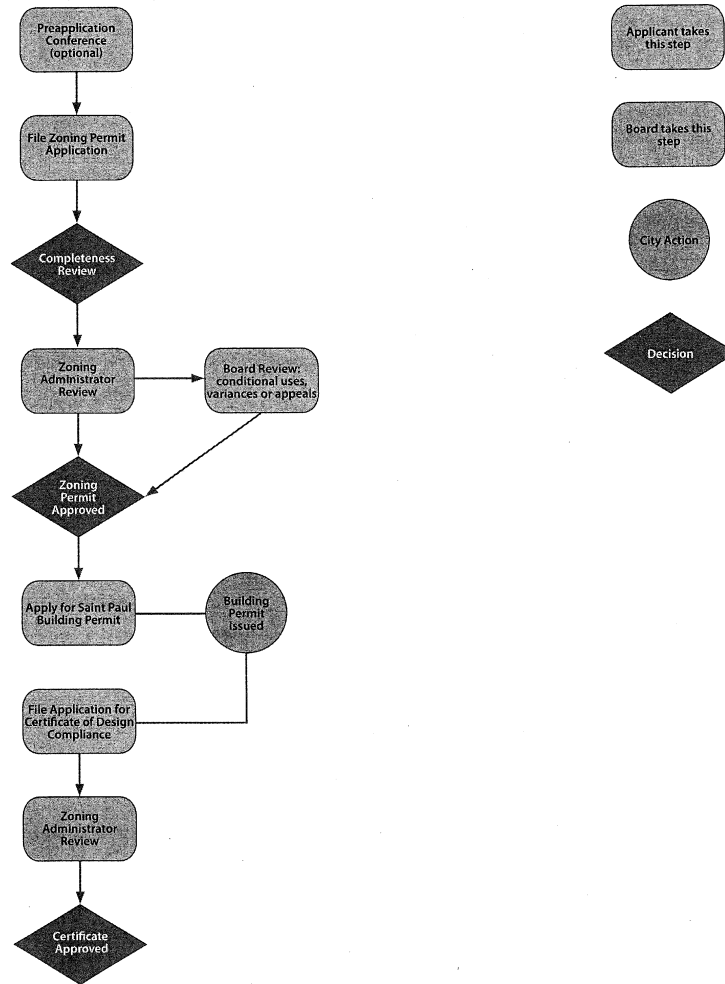 Preapplication
Conference
(optional)
File Zoning Permit
Application
Completeness
Review
Zoning
Administrator
Review
Board Review:
conditional uses,
variances or appeals
Zoning
Permit
Approved
Apply for Saint Paul
Building Permit
Building
Permit
Issued
File Application for
Certificate of Design
Compliance
Zoning
Administrator
Review
Certificate
Approved
Applicant takes
this step
Board takes this
step
City Action
Decision